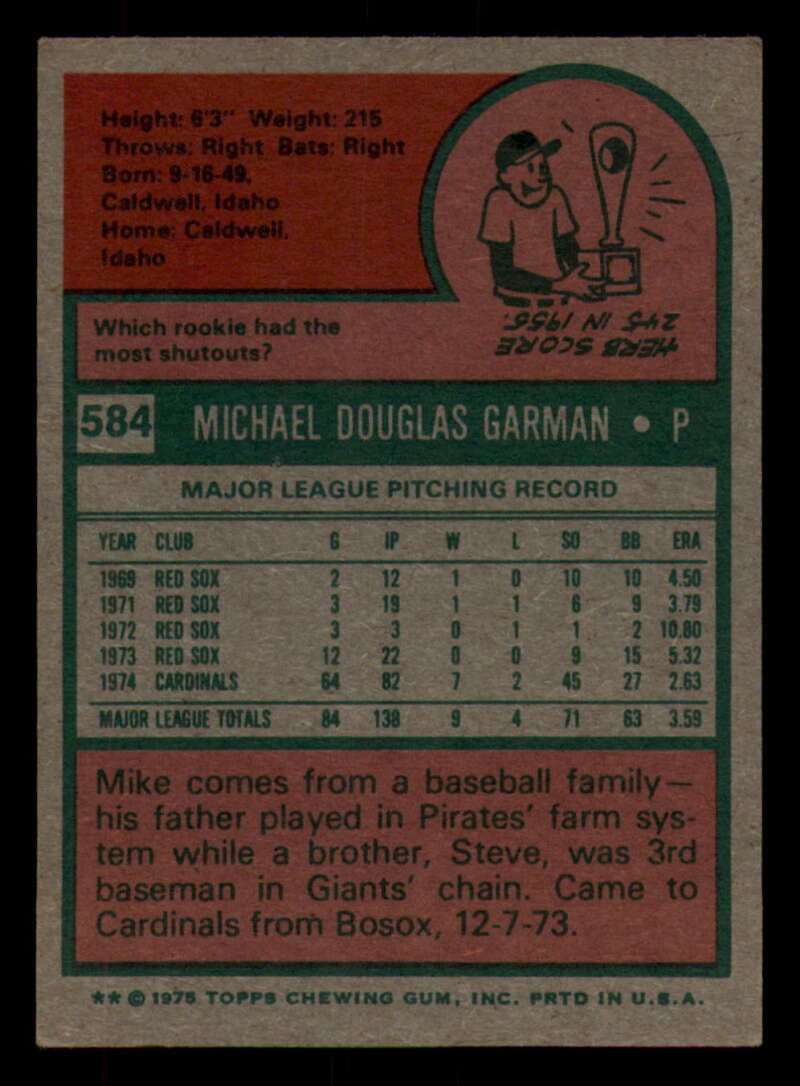 Height: 6'3" Weight: 215
Throws: Right Bats: Right
Born: 9-16-49,
Caldwell, Idaho
Home: Caldwell,
Idaho
Which rookie had the
most shutouts?
HERB SCORE
245 IN 1955.
584 MICHAEL DOUGLAS GARMAN • P
MAJOR LEAGUE PITCHING RECORD
YEAR CLUB G IP W L SO BB ERA
1969 RED SOX 2 12 1 0 10 10 4.50
1971 RED SOX 3 19 1 1 6 9 3.79
1972 RED SOX 3 3 0 1 1 2 10.80
1973 RED SOX 12 22 0 0 9 15 5.32
1974 CARDINALS 64 82 7 2 45 27 2.63
MAJOR LEAGUE TOTALS 84 138 9 4 71 63 3.59
Mike comes from a baseball family—
his father played in Pirates' farm sys-
tem while a brother, Steve, was 3rd
baseman in Giants' chain. Came to
Cardinals from Bosox, 12-7-73.
** © 1975 TOPPS CHEWING GUM, INC. PRTD IN U.S.A.